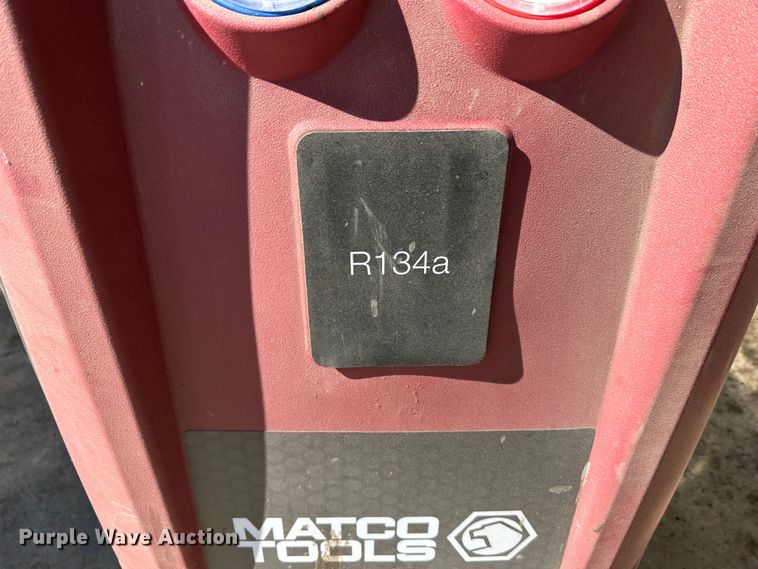 R134a
MATCO
TOOLS
Purple Wave Auction